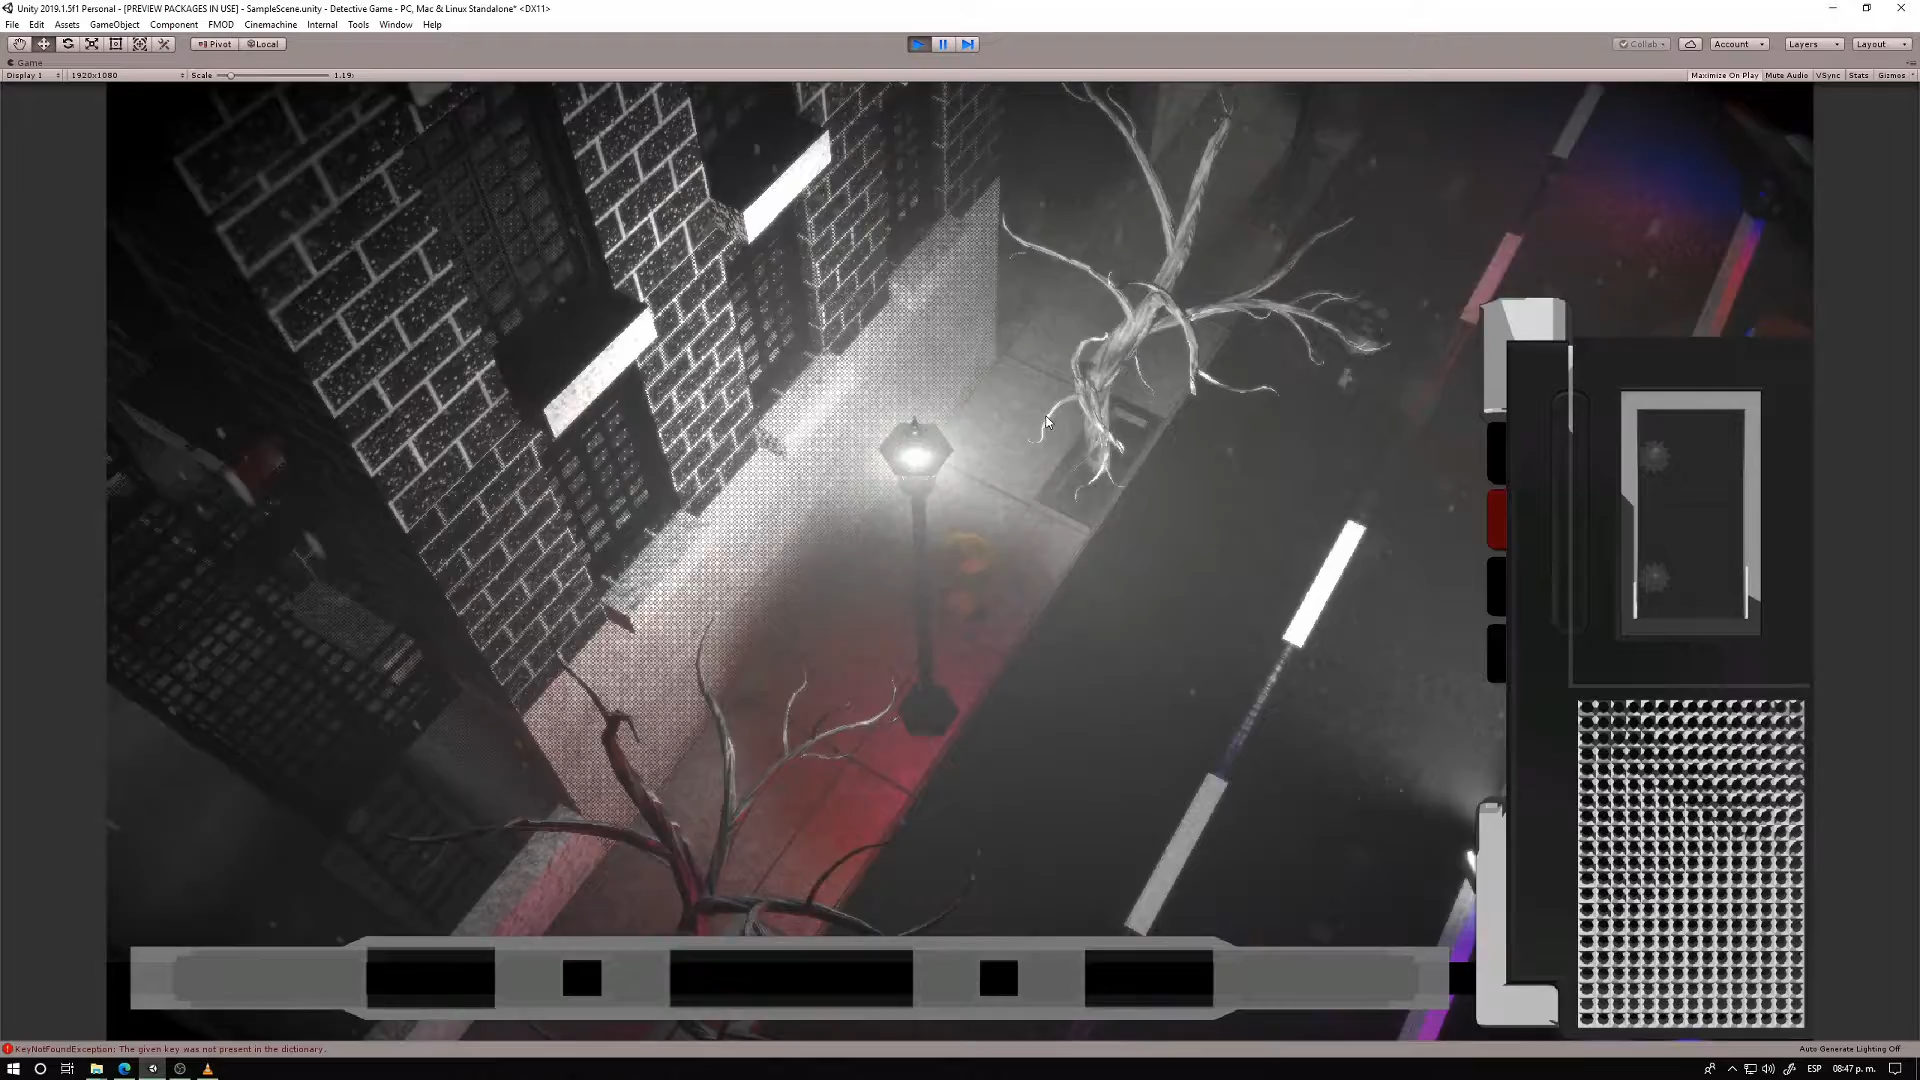 Unity 2019.1.5f1 Personal - [PREVIEW PACKAGES IN USE] - SampleScene.unity - Detective Game - PC, Mac & Linux Standalone* <DX11>
File Edit Assets GameObject Component FMOD Cinemachine Internal Tools Window Help
Pivot Local Collab Account Layers Layout
Game
Display 1 1920x1080 Scale 1.19x Maximize On Play Mute Audio VSync Stats Gizmos
KeyNotFoundException: The given key was not present in the dictionary. Auto Generate Lighting Off
ESP 08:47 p. m.